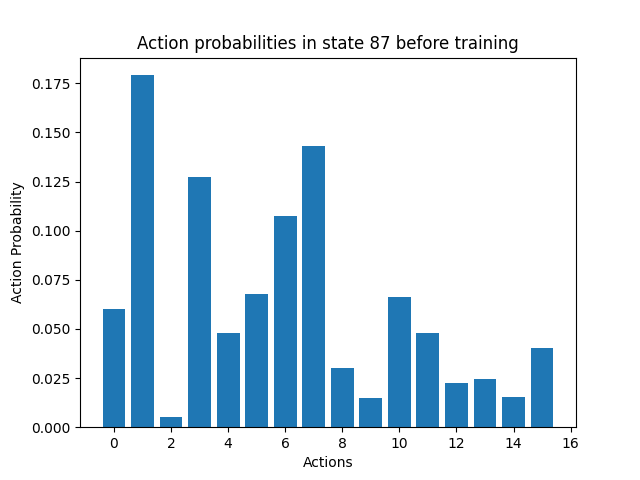 Action probabilities in state 87 before training
0.175
0.150
0.125
0.100
0.075
0.050
0.025
0.000
Action Probability
0 2 4 6 8 10 12 14 16
Actions